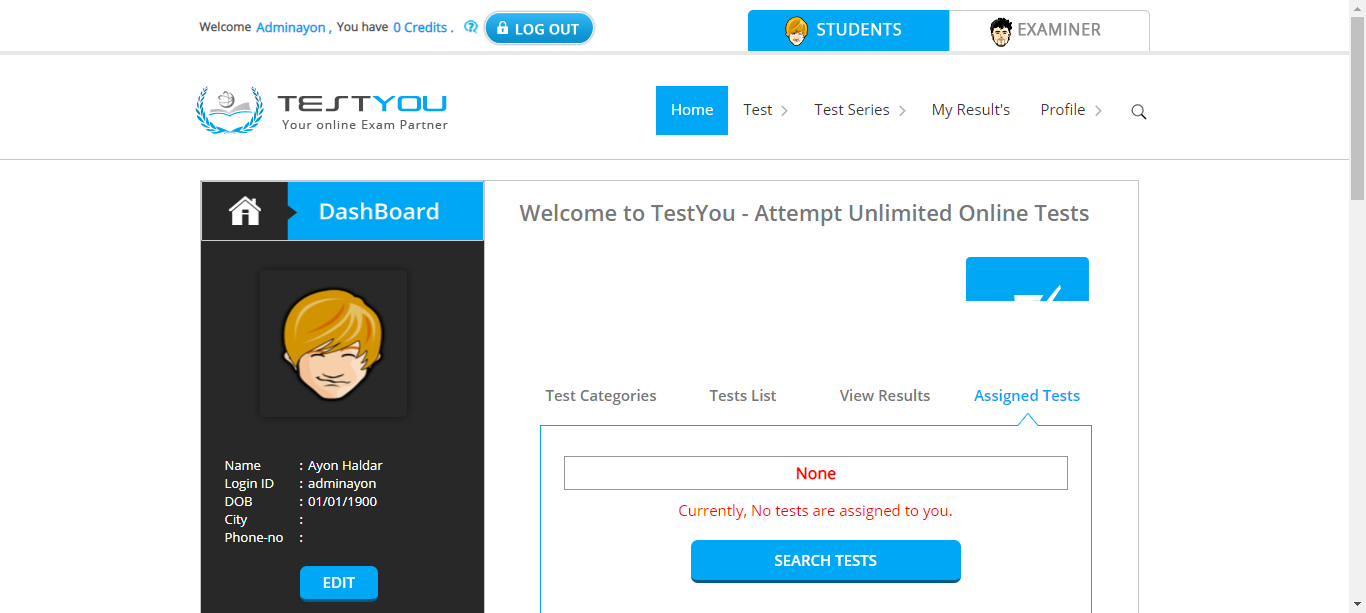 Welcome Adminayon , You have 0 Credits . LOG OUT
STUDENTS
EXAMINER
TESTYOU
Your online Exam Partner
Home Test Test Series My Result's Profile
DashBoard
Welcome to TestYou - Attempt Unlimited Online Tests
Test Categories Tests List View Results Assigned Tests
None
Currently, No tests are assigned to you.
SEARCH TESTS
Name : Ayon Haldar
Login ID : adminayon
DOB : 01/01/1900
City :
Phone-no :
EDIT